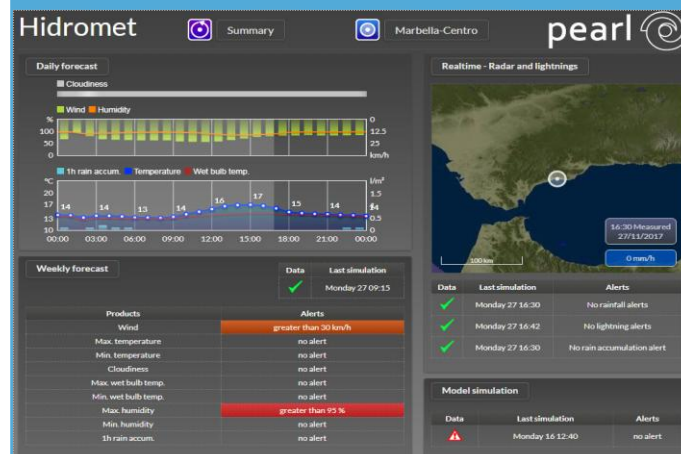 Hidromet
Summary
Marbella-Centro
pearl
Daily forecast
Cloudiness
Wind Humidity
% 0
100 12.5
50 25
0 km/h
1h rain accum. Temperature Wet bulb temp.
°C l/m²
20 1.5
17
13 0.5
10 0
14 14 15 14 16 17 15 14
00:00 03:00 06:00 09:00 12:00 15:00 18:00 21:00 00:00
Weekly forecast
Data Last simulation
Monday 27 09:15
Products Alerts
Wind greater than 30 km/h
Max. temperature no alert
Min. temperature no alert
Cloudiness no alert
Max. wet bulb temp. no alert
Min. wet bulb temp. no alert
Max. humidity greater than 95 %
Min. humidity no alert
1h rain accum. no alert
Realtime - Radar and lightnings
16:30 Measured
27/11/2017
0 mm/h
100 km
Data Last simulation Alerts
Monday 27 16:30 No rainfall alerts
Monday 27 16:42 No lightning alerts
Monday 27 16:30 No rain accumulation alert
Model simulation
Data Last simulation Alerts
Monday 16 12:40 no alert